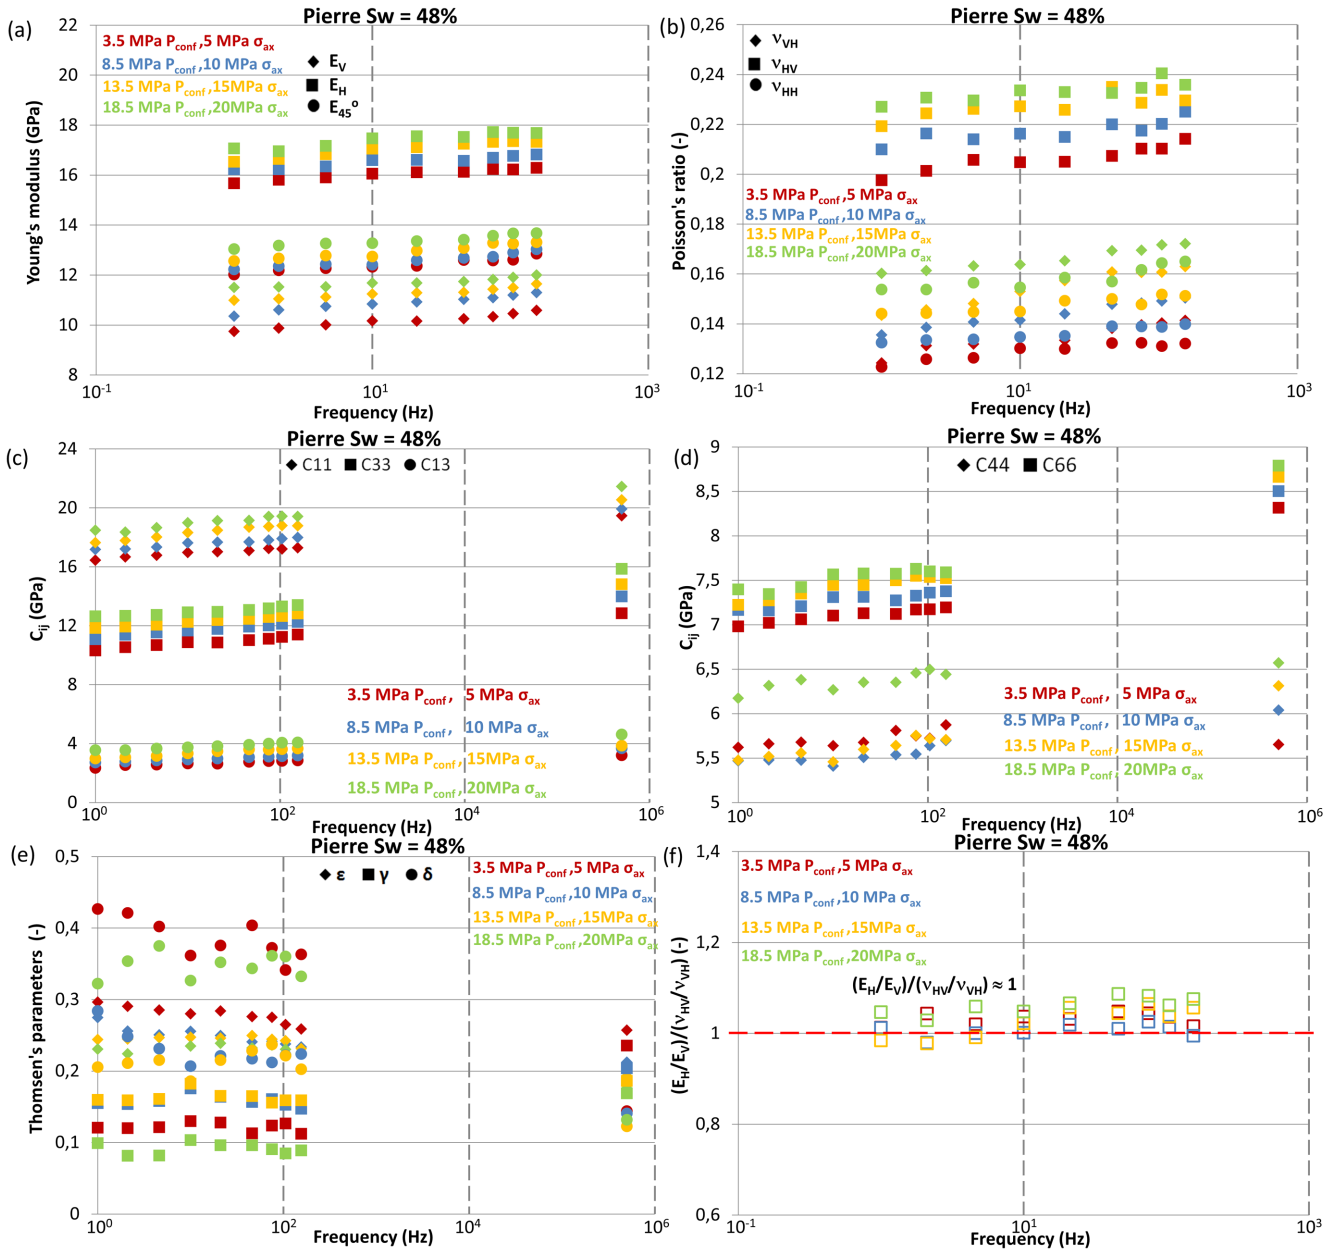 (a)
Pierre Sw = 48%
3.5 MPa Pconf,5 MPa σax
8.5 MPa Pconf,10 MPa σax
13.5 MPa Pconf,15MPa σax
18.5 MPa Pconf,20MPa σax
EV
EH
E45°
Young's modulus (GPa)
22
20
18
16
14
12
10
8
10⁻¹
10¹
10³
Frequency (Hz)
(b)
Pierre Sw = 48%
νVH
νHV
νHH
3.5 MPa Pconf,5 MPa σax
8.5 MPa Pconf,10 MPa σax
13.5 MPa Pconf,15MPa σax
18.5 MPa Pconf,20MPa σax
Poisson's ratio (-)
0,26
0,24
0,22
0,2
0,18
0,16
0,14
0,12
10⁻¹
10¹
10³
Frequency (Hz)
(c)
Pierre Sw = 48%
C11 C33 C13
Cij (GPa)
24
20
16
12
8
4
0
3.5 MPa Pconf, 5 MPa σax
8.5 MPa Pconf, 10 MPa σax
13.5 MPa Pconf, 15MPa σax
18.5 MPa Pconf, 20MPa σax
10⁰
10²
10⁴
10⁶
Frequency (Hz)
(d)
Pierre Sw = 48%
C44 C66
Cij (GPa)
9
8,5
8
7,5
7
6,5
6
5,5
5
3.5 MPa Pconf, 5 MPa σax
8.5 MPa Pconf, 10 MPa σax
13.5 MPa Pconf, 15MPa σax
18.5 MPa Pconf, 20MPa σax
10⁰
10²
10⁴
10⁶
Frequency (Hz)
(e)
Pierre Sw = 48%
ε γ δ
3.5 MPa Pconf,5 MPa σax
8.5 MPa Pconf,10 MPa σax
13.5 MPa Pconf,15MPa σax
18.5 MPa Pconf,20MPa σax
Thomsen's parameters (-)
0,5
0,4
0,3
0,2
0,1
0
10⁰
10²
10⁴
10⁶
Frequency (Hz)
(f)
Pierre Sw = 48%
3.5 MPa Pconf,5 MPa σax
8.5 MPa Pconf,10 MPa σax
13.5 MPa Pconf,15MPa σax
18.5 MPa Pconf,20MPa σax
(EH/EV)/(νHV/νVH) ≈ 1
(EH/EV)/(νHV/νVH) (-)
1,4
1,2
1
0,8
0,6
10⁻¹
10¹
10³
Frequency (Hz)